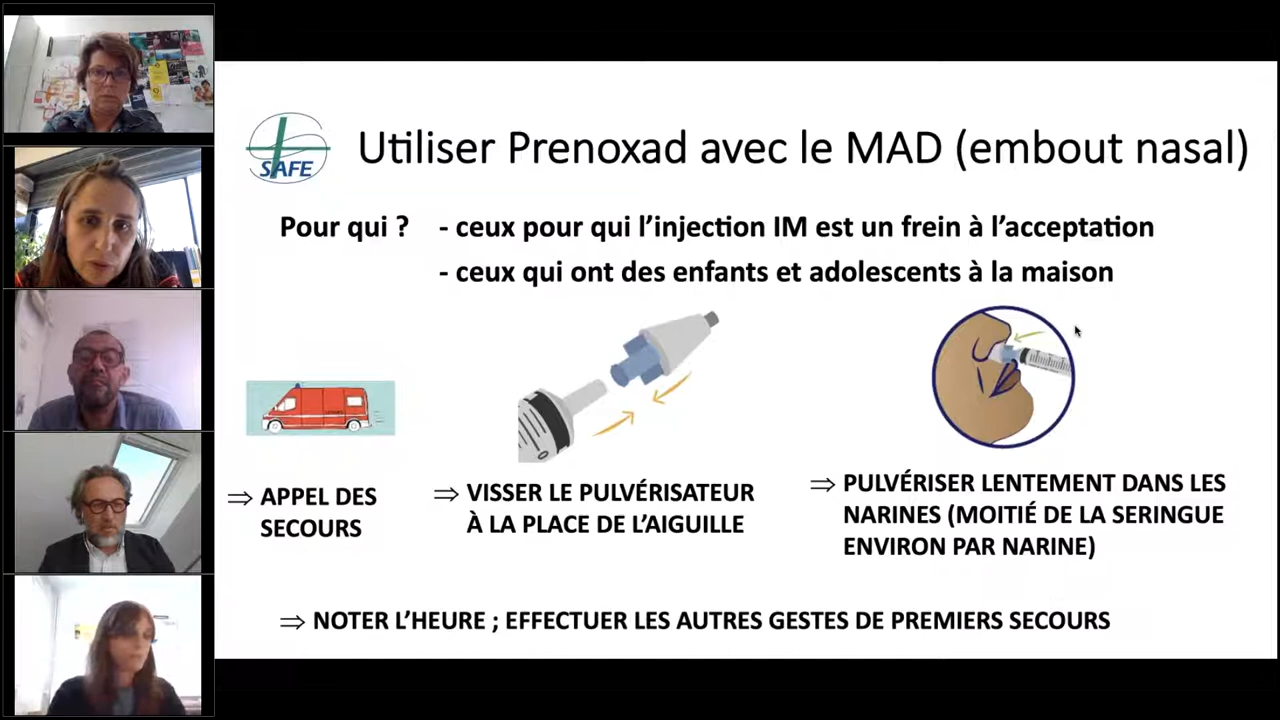 SAFE
Utiliser Prenoxad avec le MAD (embout nasal)
Pour qui ? - ceux pour qui l’injection IM est un frein à l’acceptation
- ceux qui ont des enfants et adolescents à la maison
⇒ APPEL DES
SECOURS
⇒ VISSER LE PULVÉRISATEUR
À LA PLACE DE L’AIGUILLE
⇒ PULVÉRISER LENTEMENT DANS LES
NARINES (MOITIÉ DE LA SERINGUE
ENVIRON PAR NARINE)
⇒ NOTER L’HEURE ; EFFECTUER LES AUTRES GESTES DE PREMIERS SECOURS